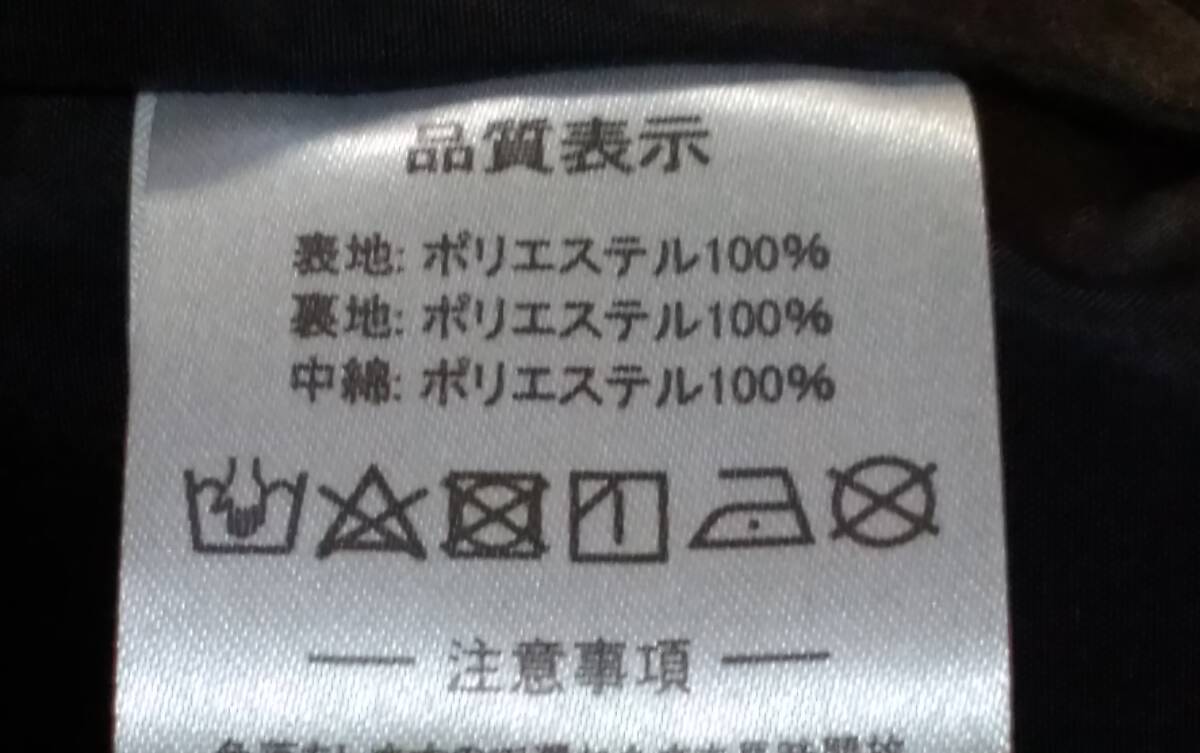 品質表示
表地: ポリエステル100%
裏地: ポリエステル100%
中綿: ポリエステル100%
注意事項